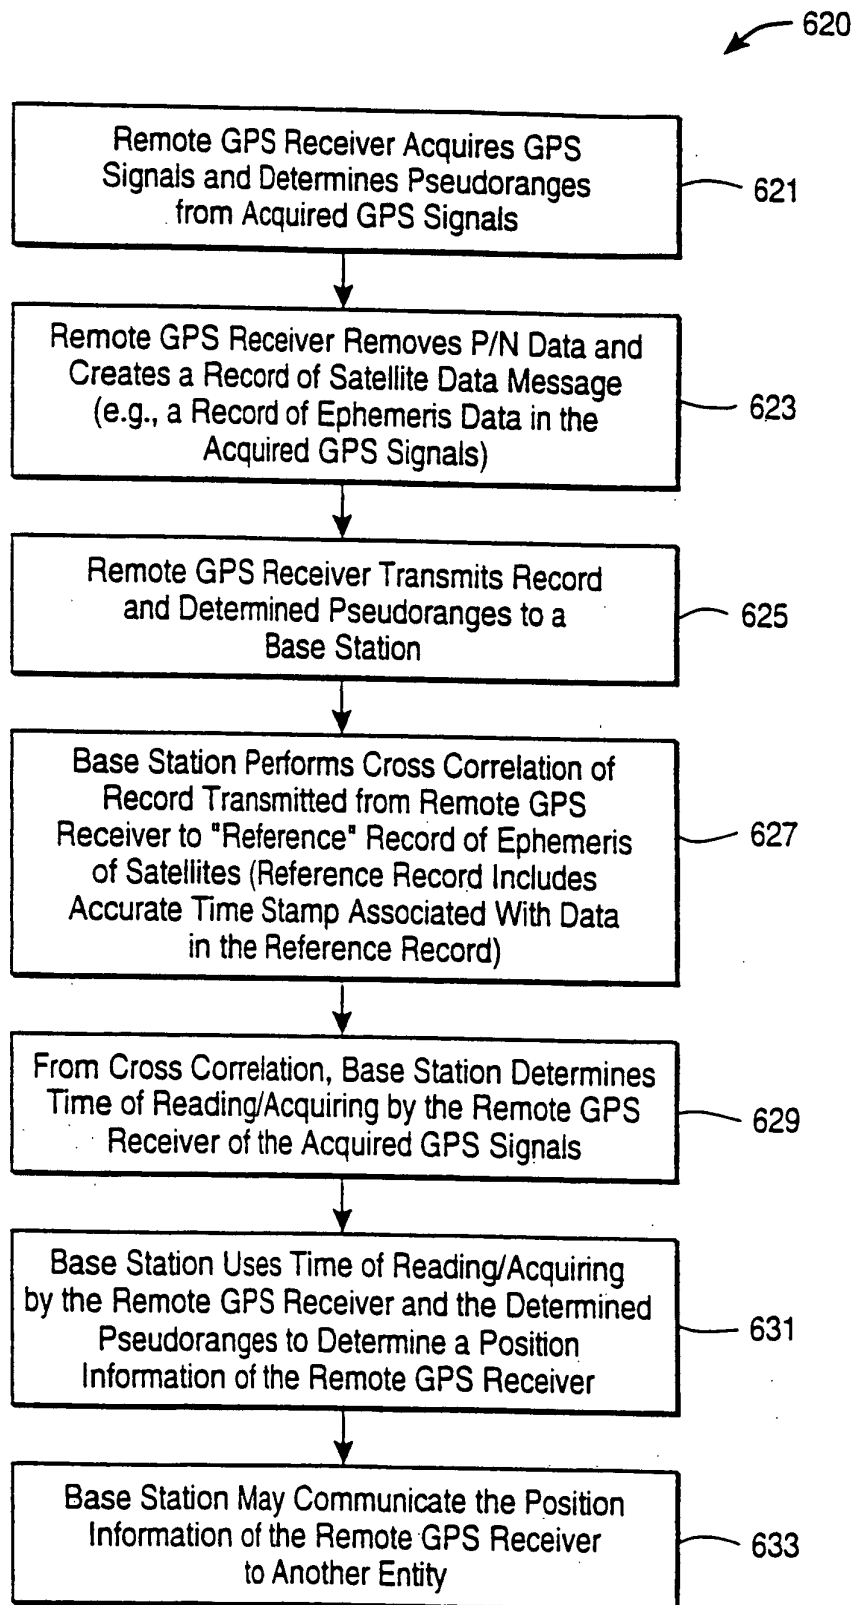 620
Remote GPS Receiver Acquires GPS
Signals and Determines Pseudoranges
from Acquired GPS Signals
621
Remote GPS Receiver Removes P/N Data and
Creates a Record of Satellite Data Message
(e.g., a Record of Ephemeris Data in the
Acquired GPS Signals)
623
Remote GPS Receiver Transmits Record
and Determined Pseudoranges to a
Base Station
625
Base Station Performs Cross Correlation of
Record Transmitted from Remote GPS
Receiver to "Reference" Record of Ephemeris
of Satellites (Reference Record Includes
Accurate Time Stamp Associated With Data
in the Reference Record)
627
From Cross Correlation, Base Station Determines
Time of Reading/Acquiring by the Remote GPS
Receiver of the Acquired GPS Signals
629
Base Station Uses Time of Reading/Acquiring
by the Remote GPS Receiver and the Determined
Pseudoranges to Determine a Position
Information of the Remote GPS Receiver
631
Base Station May Communicate the Position
Information of the Remote GPS Receiver
to Another Entity
633